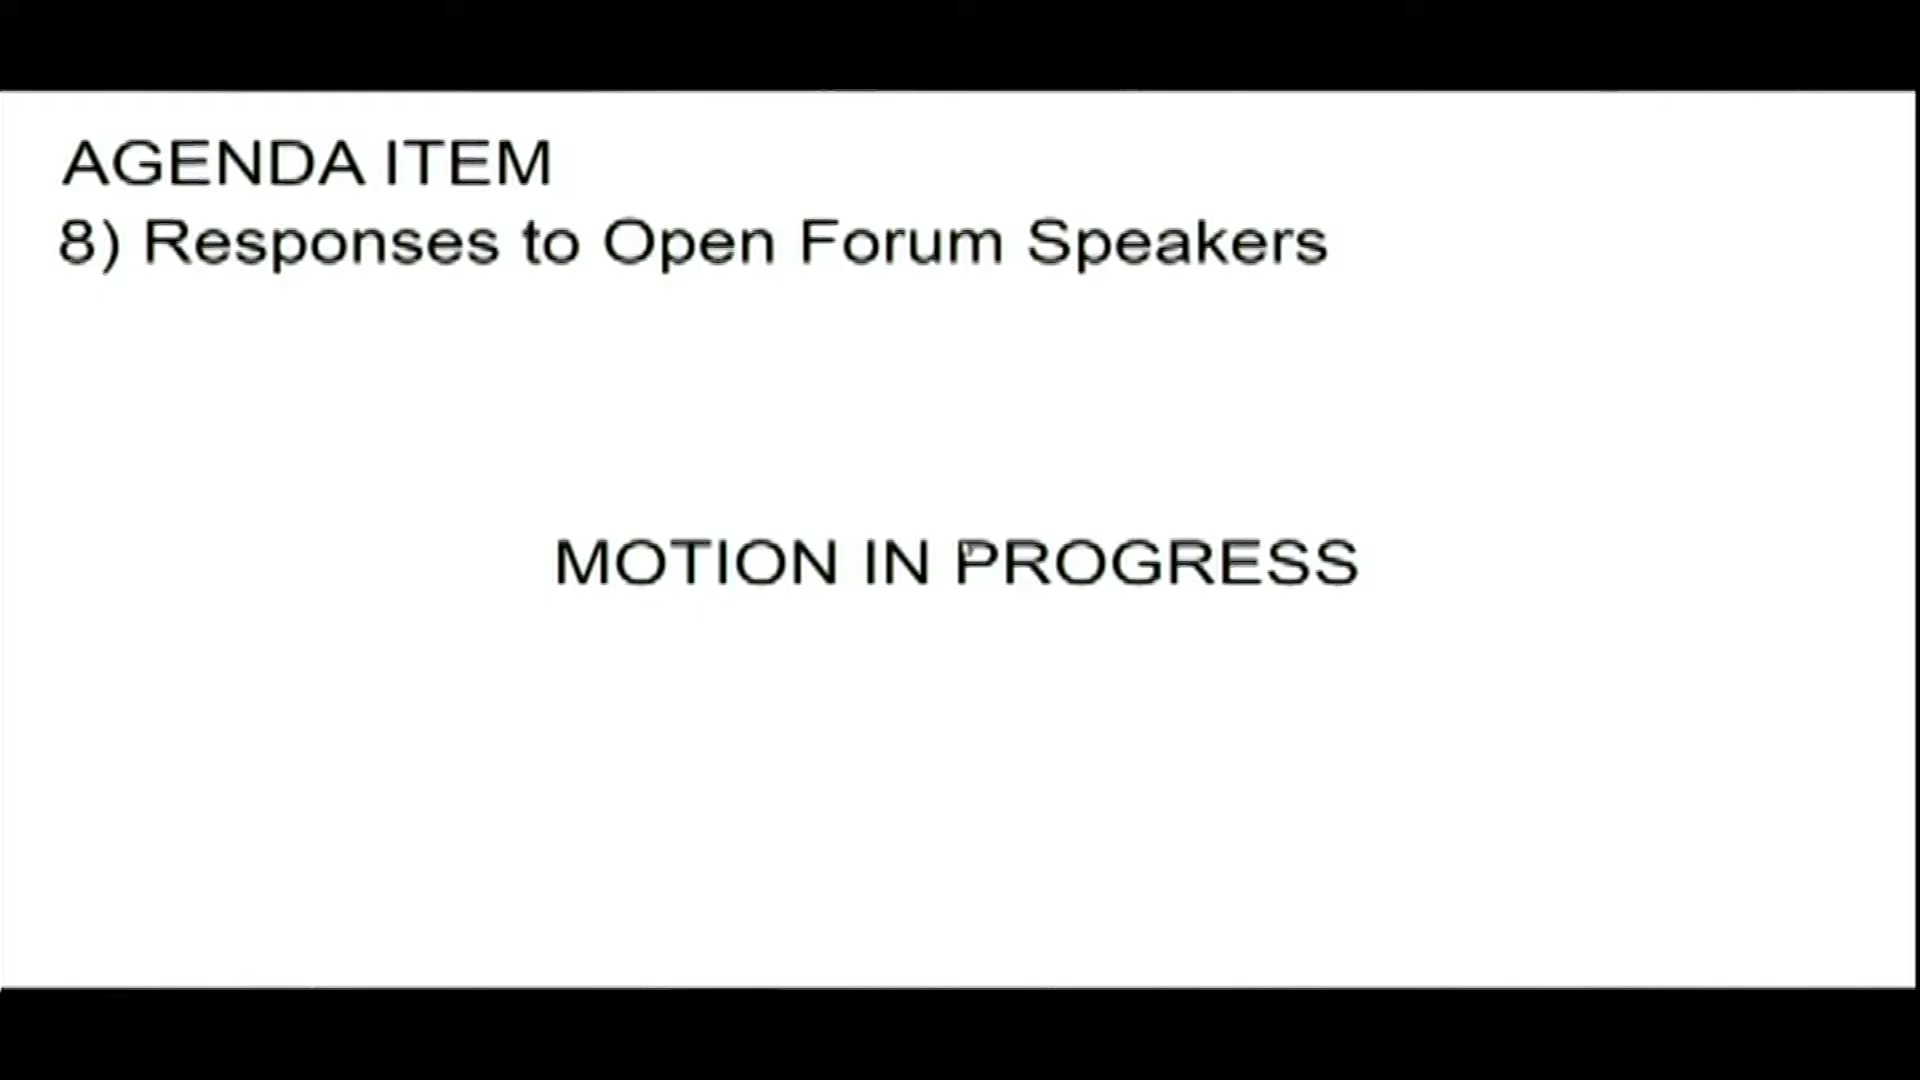 AGENDA ITEM
8) Responses to Open Forum Speakers
MOTION IN PROGRESS